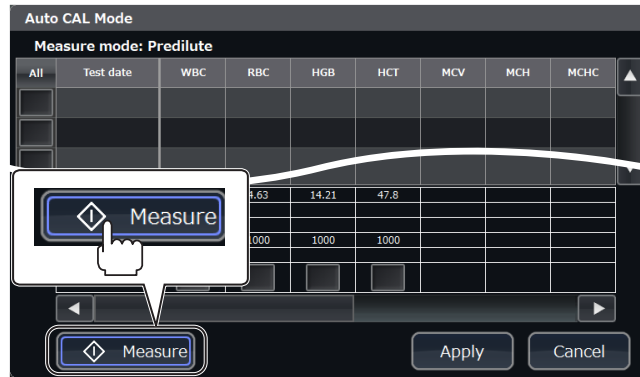 Auto CAL Mode
Measure mode: Predilute
All Test date WBC RBC HGB HCT MCV MCH MCHC
4.63 14.21 47.8
Measure
1000 1000 1000
Measure Apply Cancel